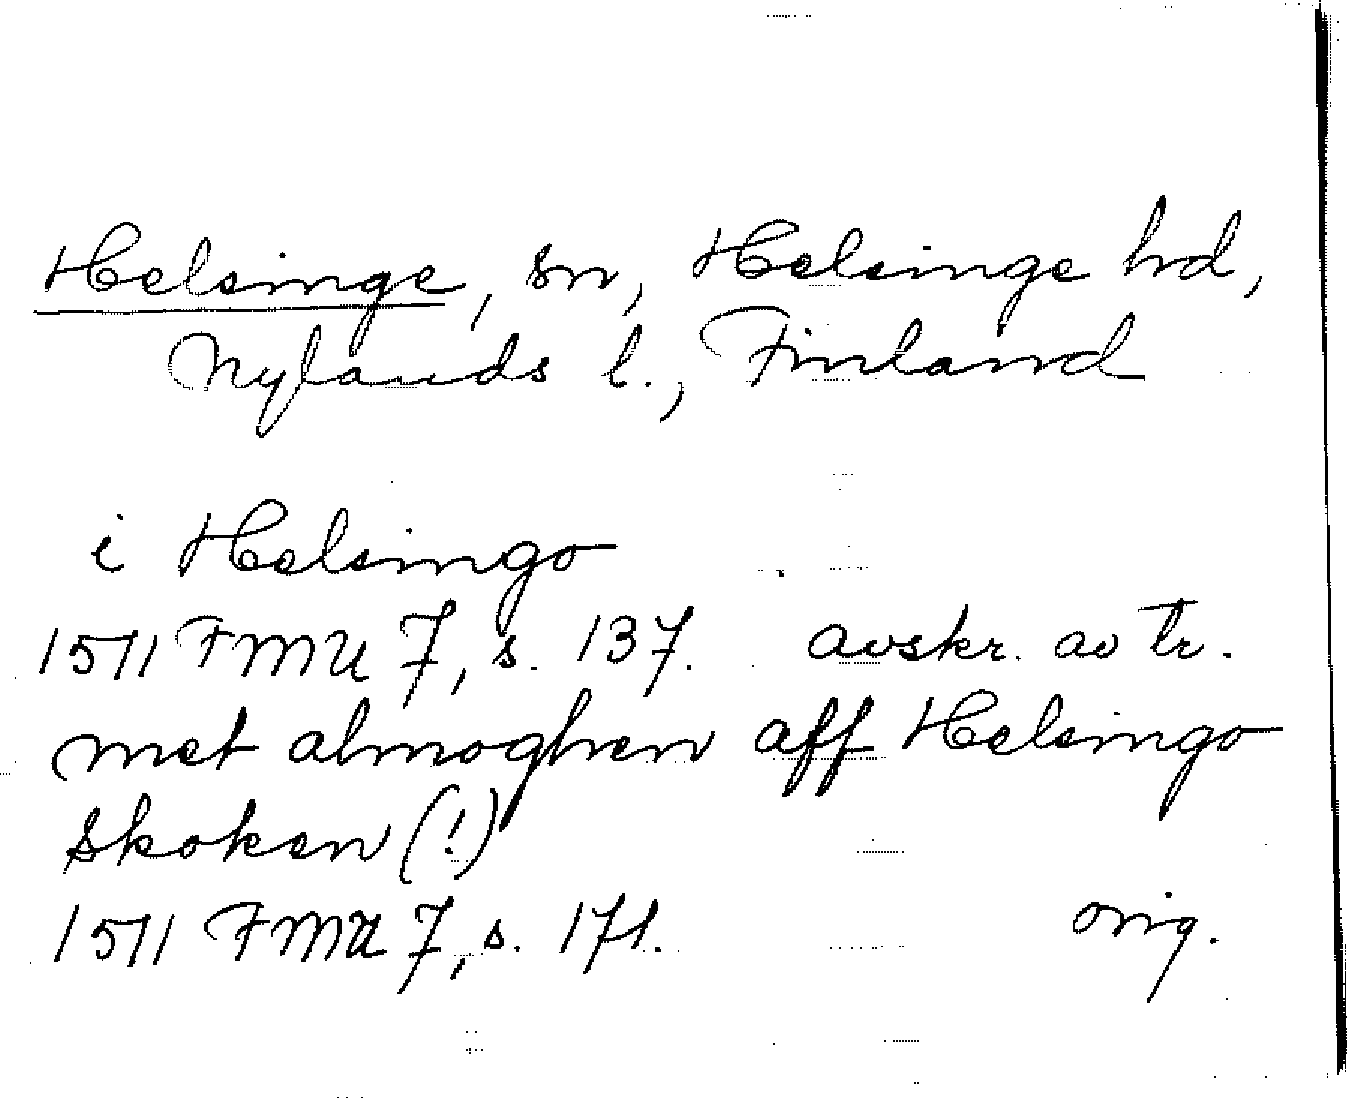 Helsinge, sn, Helsinge hd,
Nylands l., Finland
i Helsingo
1511 FMU 7, s. 137. avskr. av tr.
met almoghen aff Helsingo
skoken (!)
1511 FMU 7, s. 171. orig.